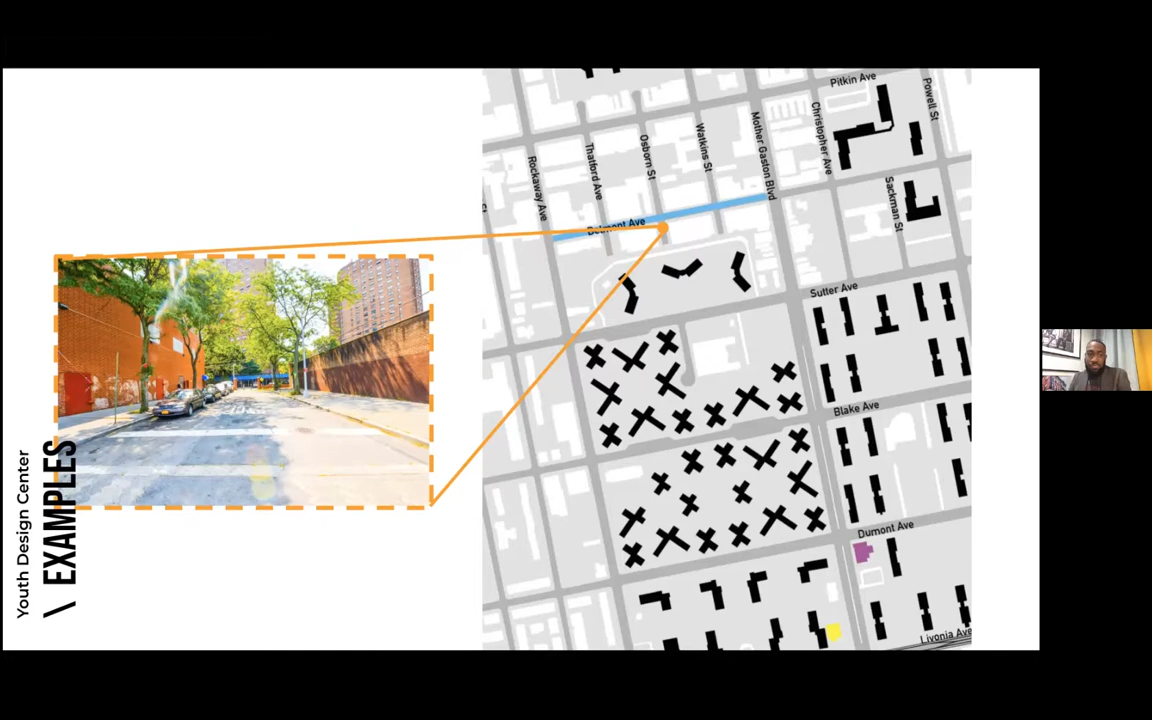 Youth Design Center
\ EXAMPLES
Pitkin Ave
Powell St
Christopher Ave
Mother Gaston Blvd
Watkins St
Osborn St
Thatford Ave
Rockaway Ave
Sackman St
Belmont Ave
Sutter Ave
Blake Ave
Dumont Ave
Livonia Ave